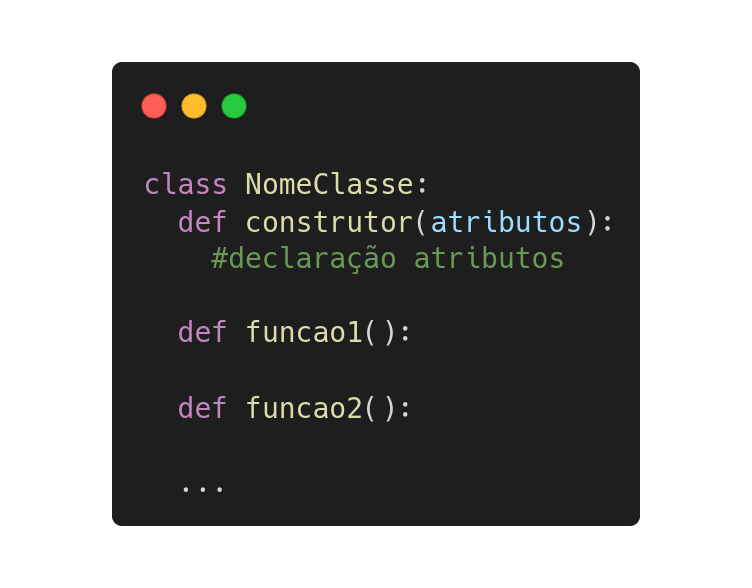 class NomeClasse:
  def construtor(atributos):
    #declaração atributos
  def funcao1():
  def funcao2():
  ...